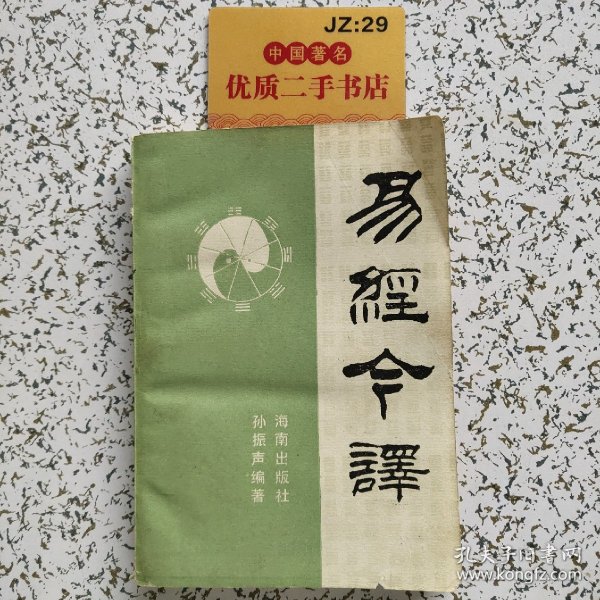 JZ:29
中国著名
优质二手书店
易經今譯
海南出版社
孙振声编著
孔夫子旧书网
www.kongfz.com